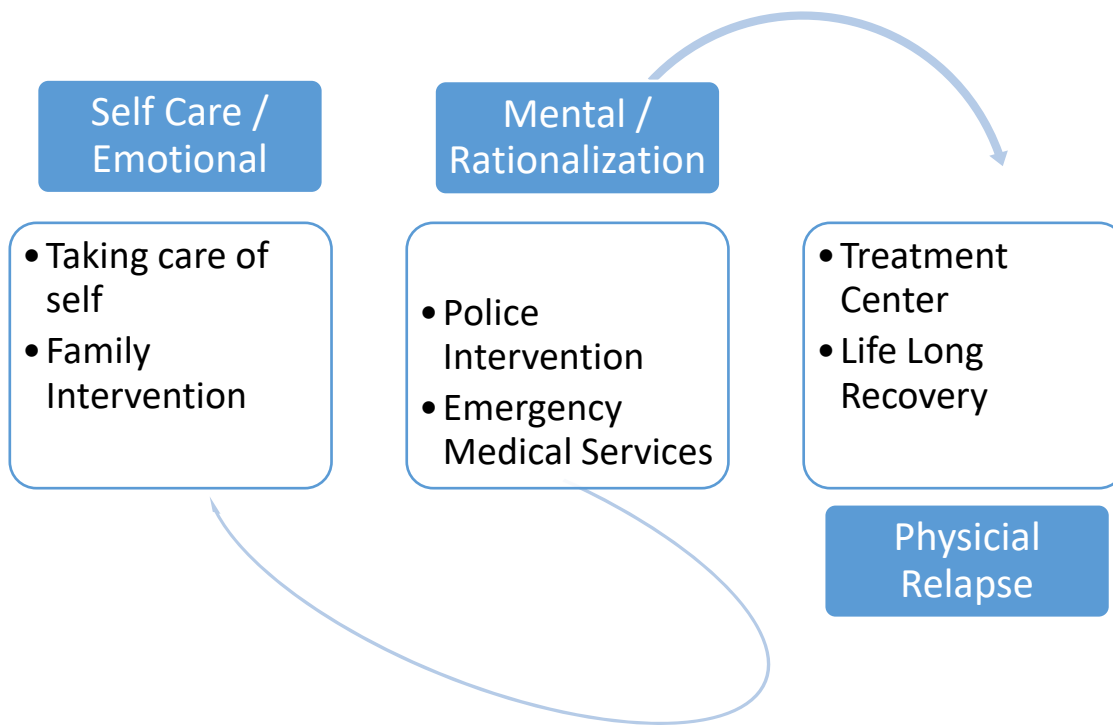 Self Care /
Emotional
• Taking care of
self
• Family
Intervention
Mental /
Rationalization
• Police
Intervention
• Emergency
Medical Services
• Treatment
Center
• Life Long
Recovery
Physicial
Relapse